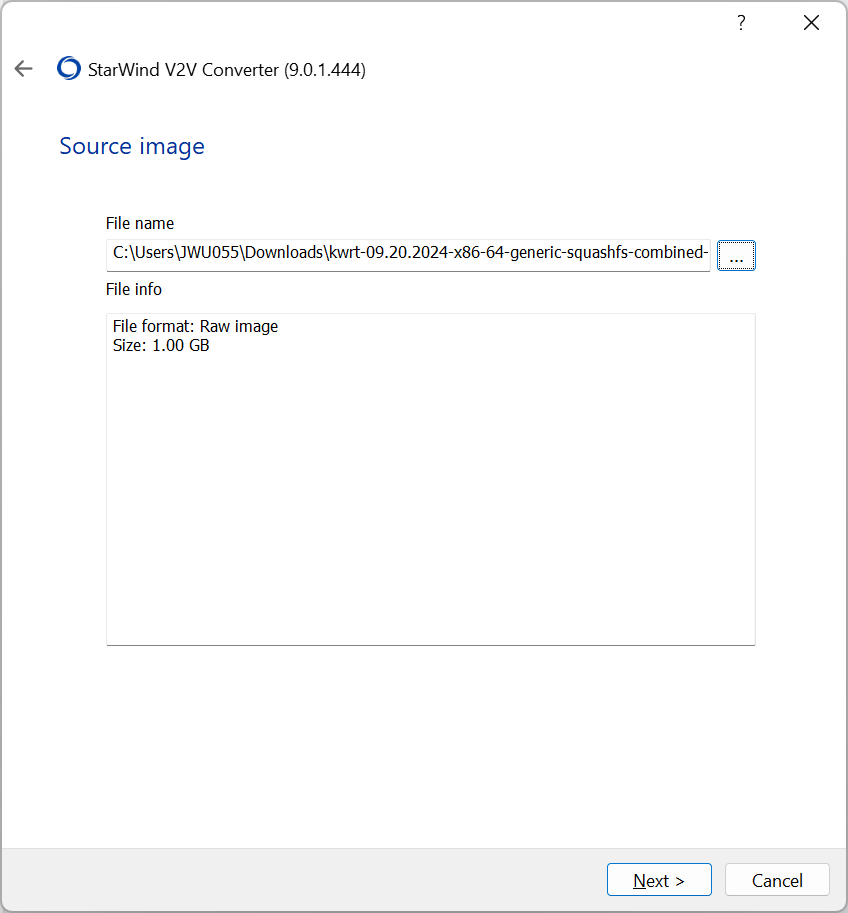 ?
StarWind V2V Converter (9.0.1.444)
Source image
File name
C:\Users\JWU055\Downloads\kwrt-09.20.2024-x86-64-generic-squashfs-combined-
...
File info
File format: Raw image
Size: 1.00 GB
Next >
Cancel